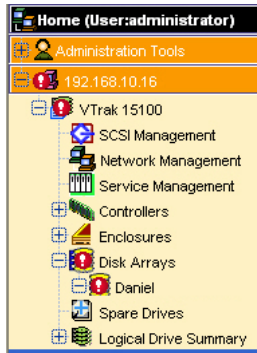 Home (User:administrator)
Administration Tools
192.168.10.16
VTrak 15100
SCSI Management
Network Management
Service Management
Controllers
Enclosures
Disk Arrays
Daniel
Spare Drives
Logical Drive Summary